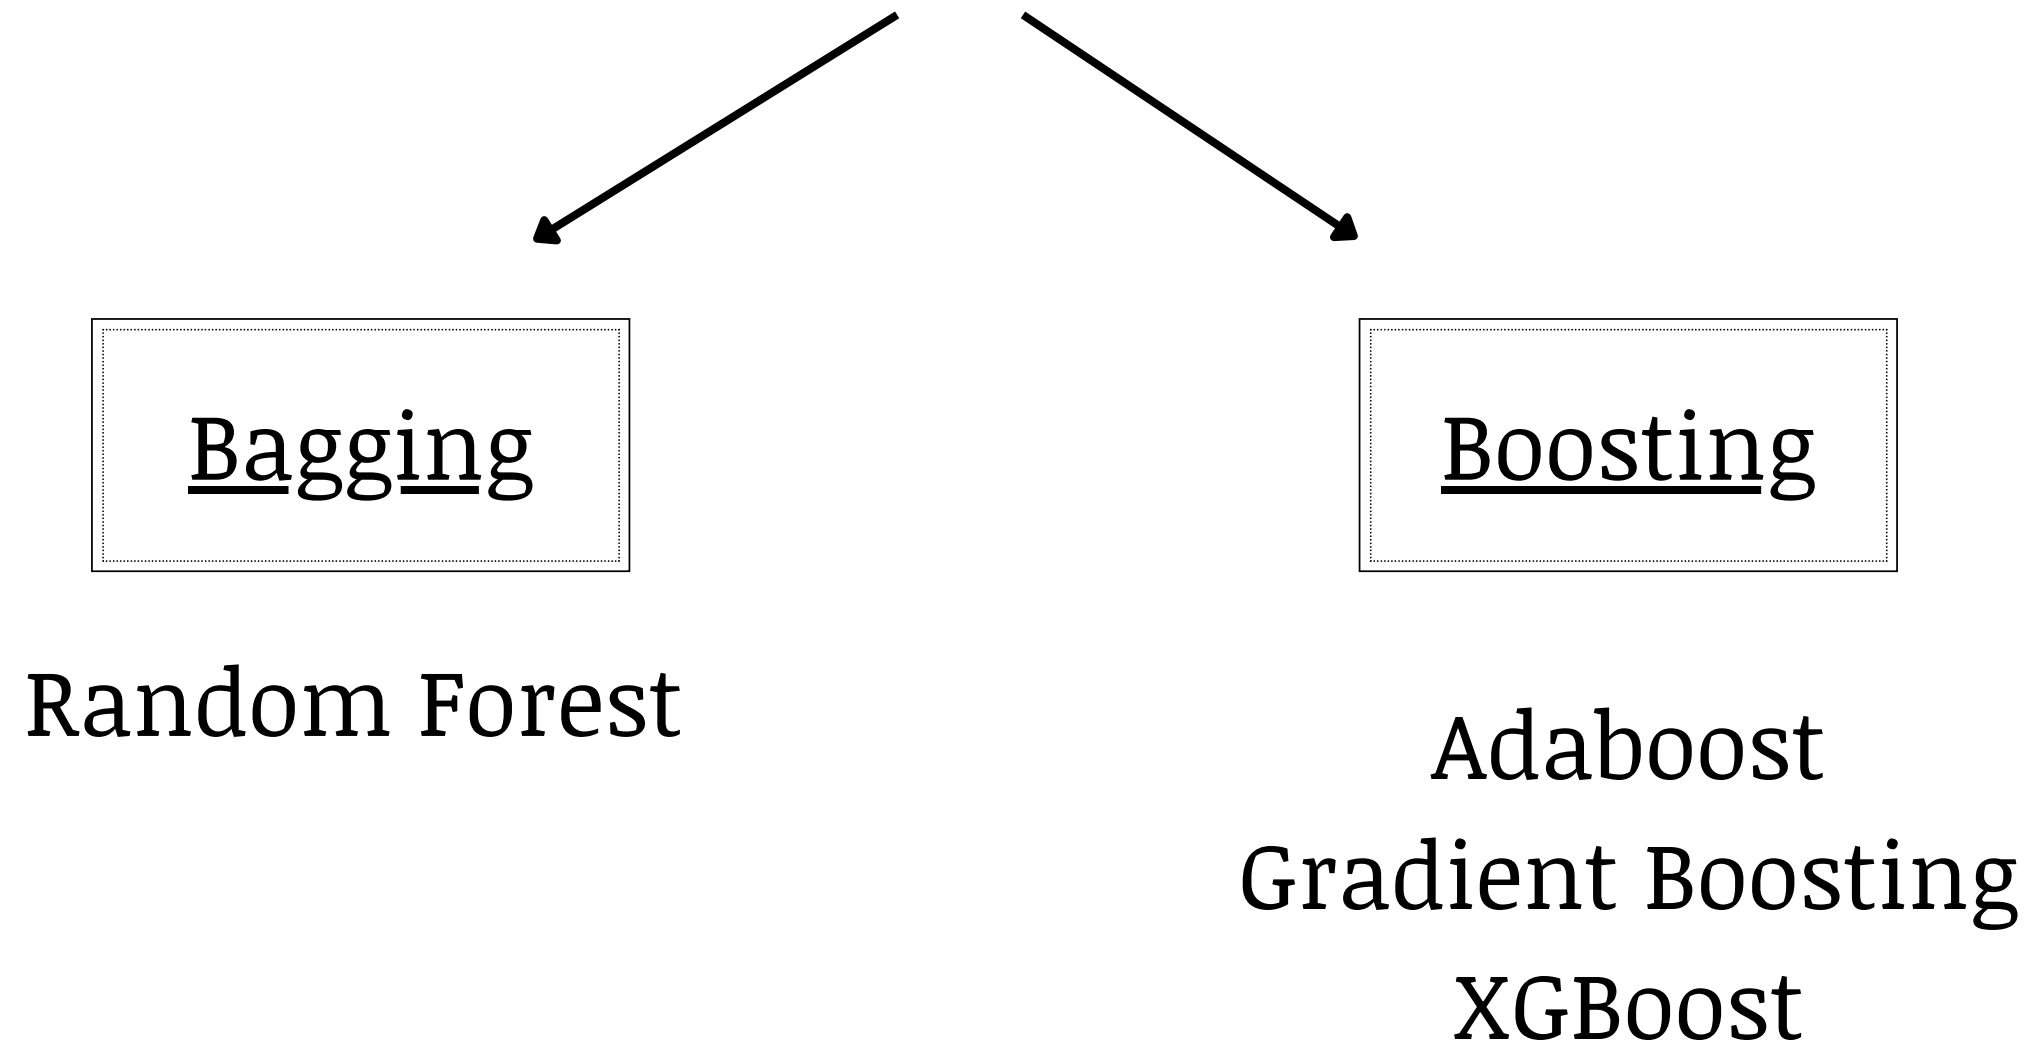 Bagging
Boosting
Random Forest
Adaboost
Gradient Boosting
XGBoost